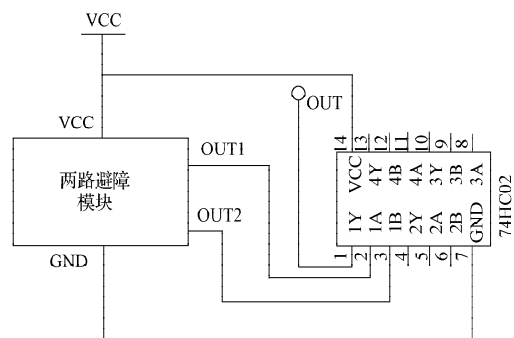 VCC
OUT
VCC
OUT1
两路避障
模块
OUT2
GND
14 13 12 11 10 9 8
VCC 4Y 4B 4A 3Y 3B 3A
1Y 1A 1B 2Y 2A 2B GND
1 2 3 4 5 6 7
74HC02